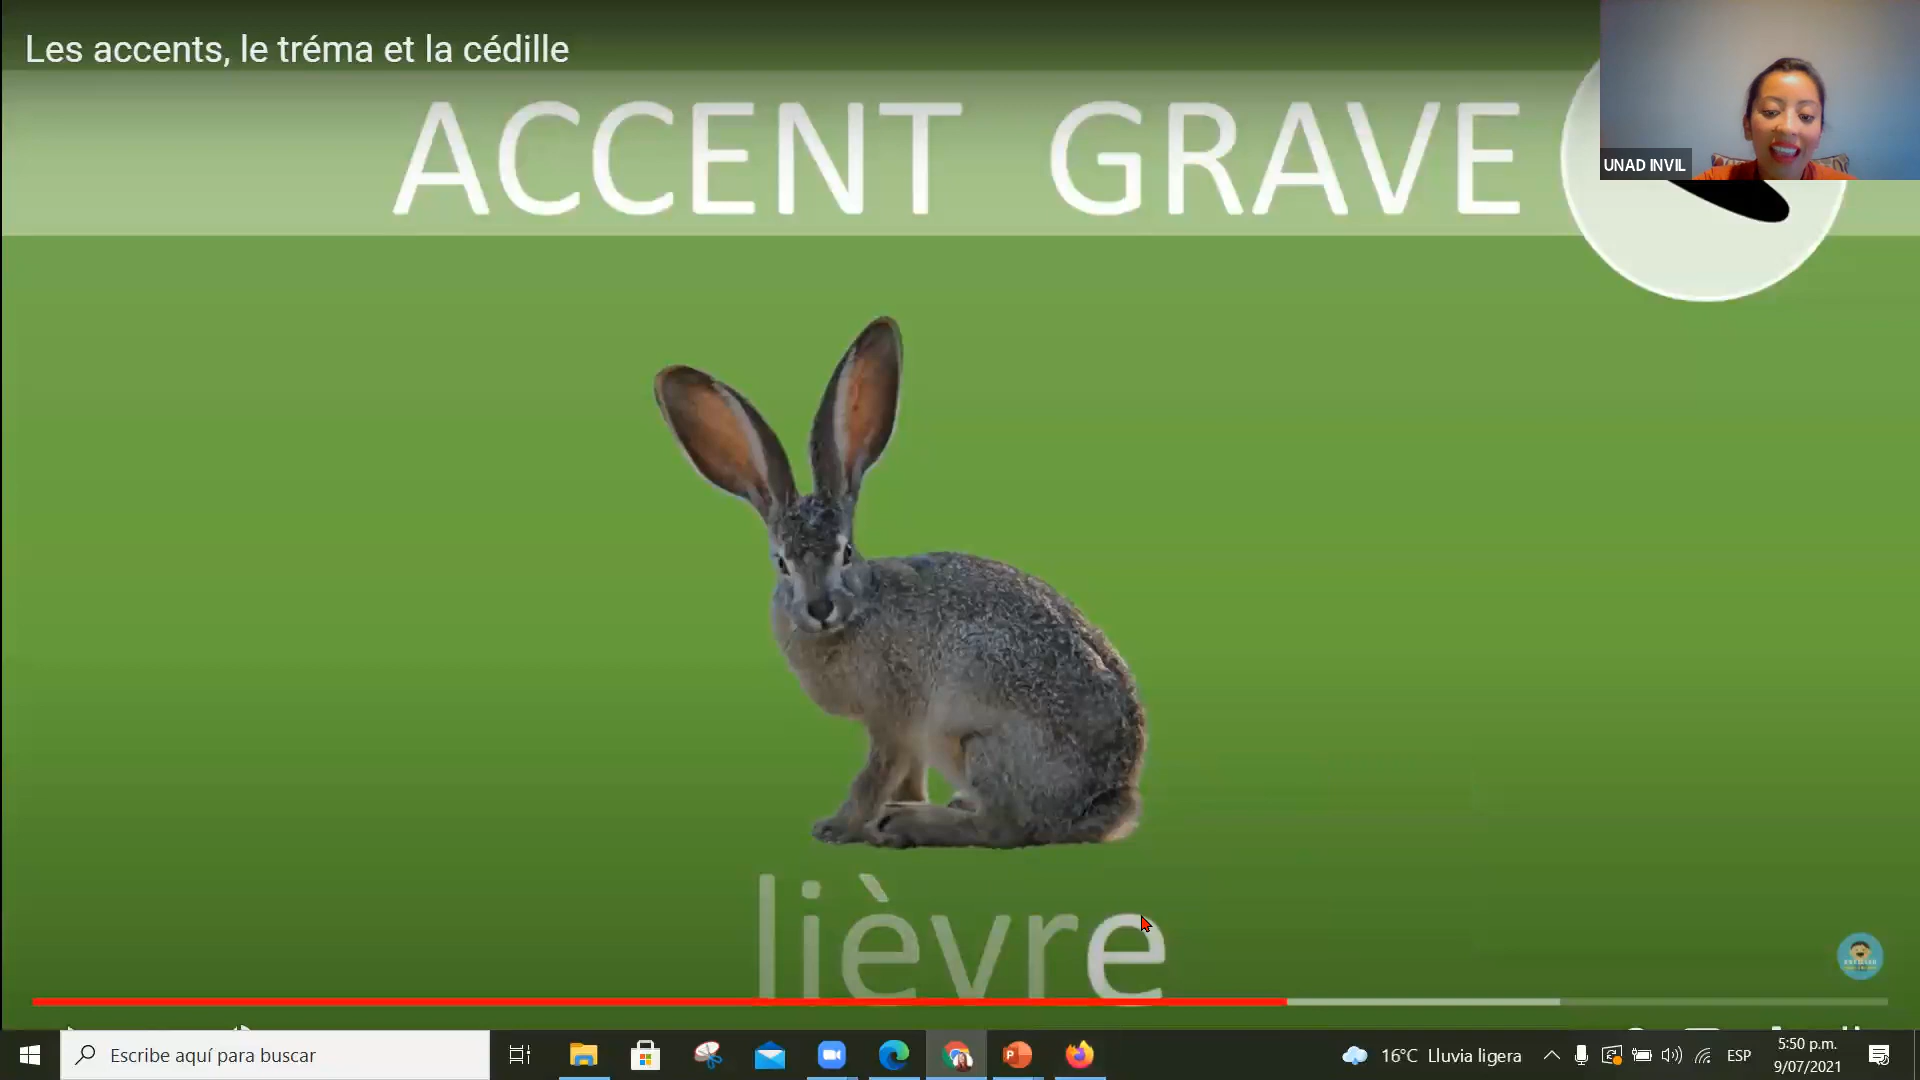 Les accents, le tréma et la cédille
ACCENT GRAVE
UNAD INVIL
lièvre
Escribe aquí para buscar
16°C Lluvia ligera
ESP
5:50 p.m.
9/07/2021